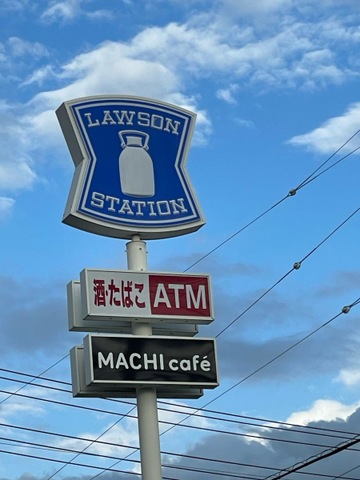 LAWSON
STATION
酒・たばこ ATM
MACHI café